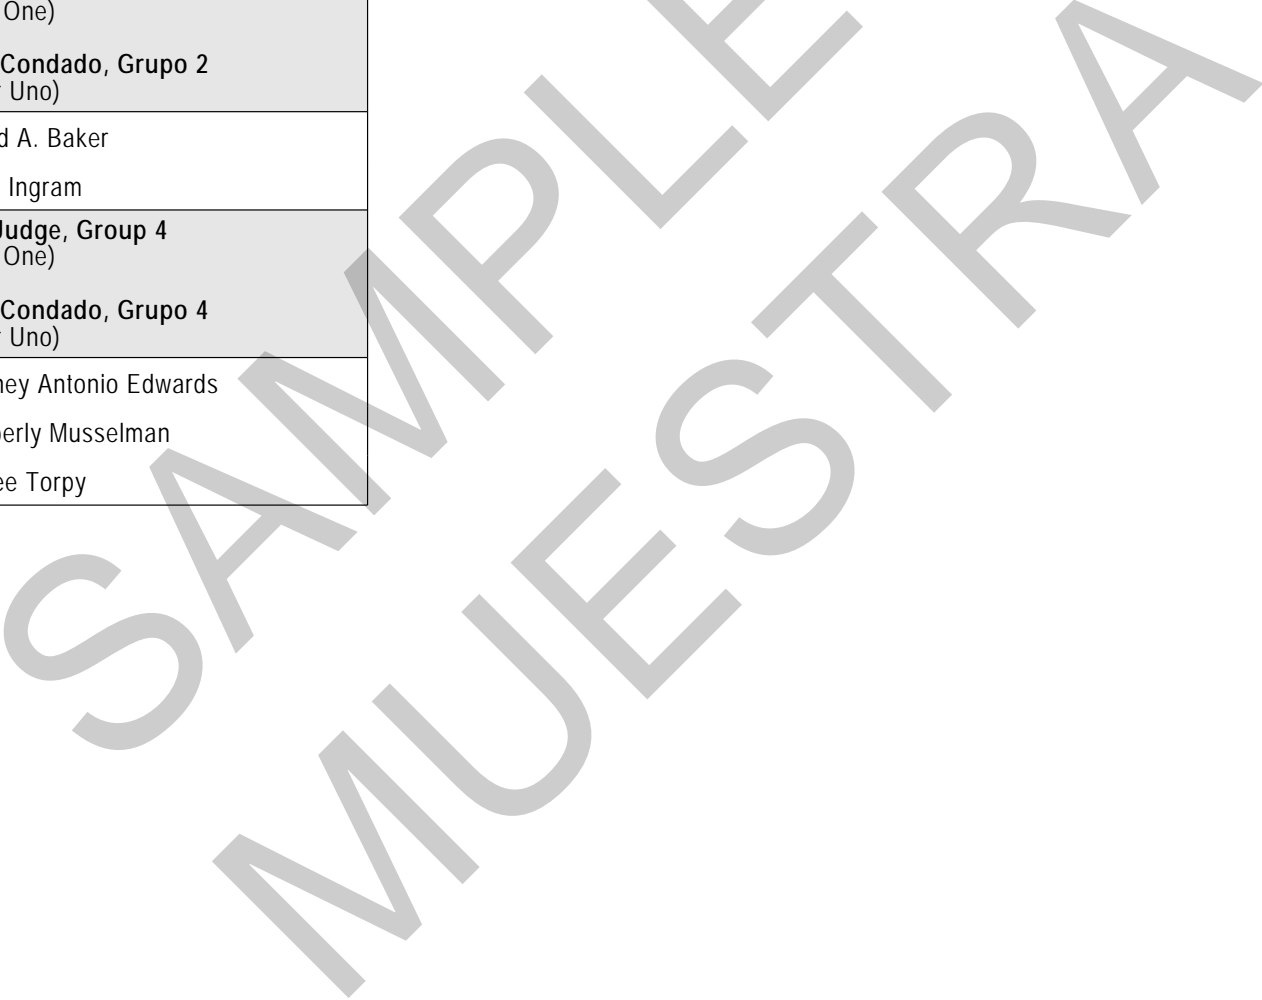 One)
Condado, Grupo 2
Uno)
A. Baker
Ingram
Judge, Group 4
One)
Condado, Grupo 4
Uno)
Antonio Edwards
Musselman
Torpy
SAMPLE
MUESTRA